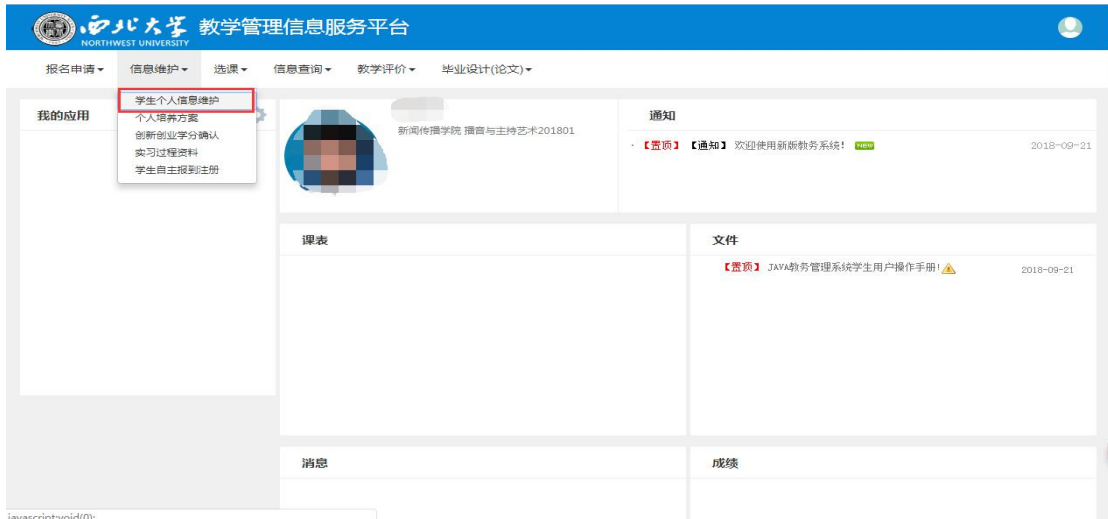 西北大学 教学管理信息服务平台
NORTHWEST UNIVERSITY
报名申请 信息维护 选课 信息查询 教学评价 毕业设计(论文)
学生个人信息维护
个人培养方案
创新创业学分确认
实习过程资料
学生自主报到注册
我的应用
新闻传播学院 播音与主持艺术201801
通知
·【置顶】【通知】 欢迎使用新版教务系统! NEW 2018-09-21
课表
文件
【置顶】 JAVA教务管理系统学生用户操作手册! 2018-09-21
消息
成绩
javascript:void(0);